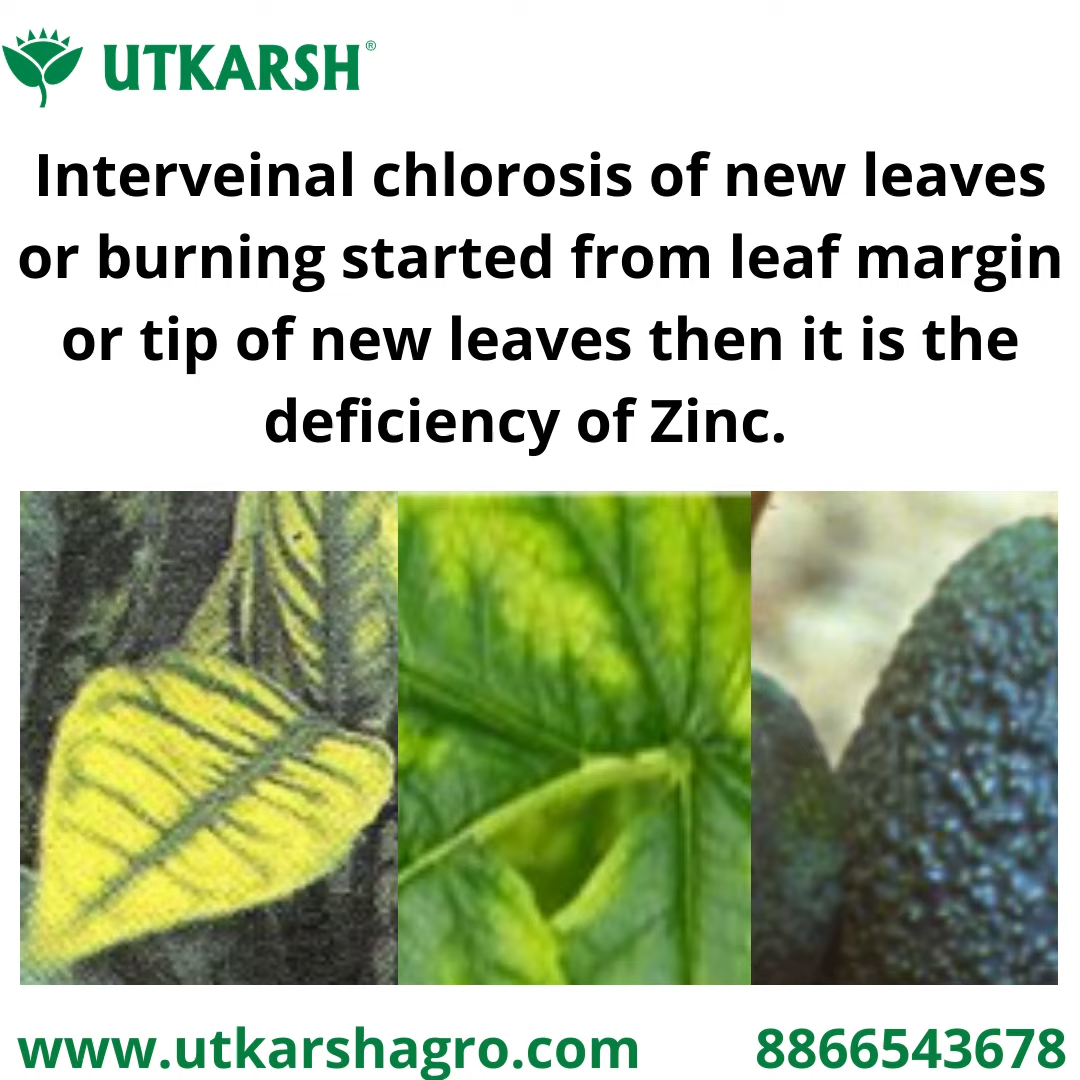 UTKARSH®
Interveinal chlorosis of new leaves
or burning started from leaf margin
or tip of new leaves then it is the
deficiency of Zinc.
www.utkarshagro.com
8866543678